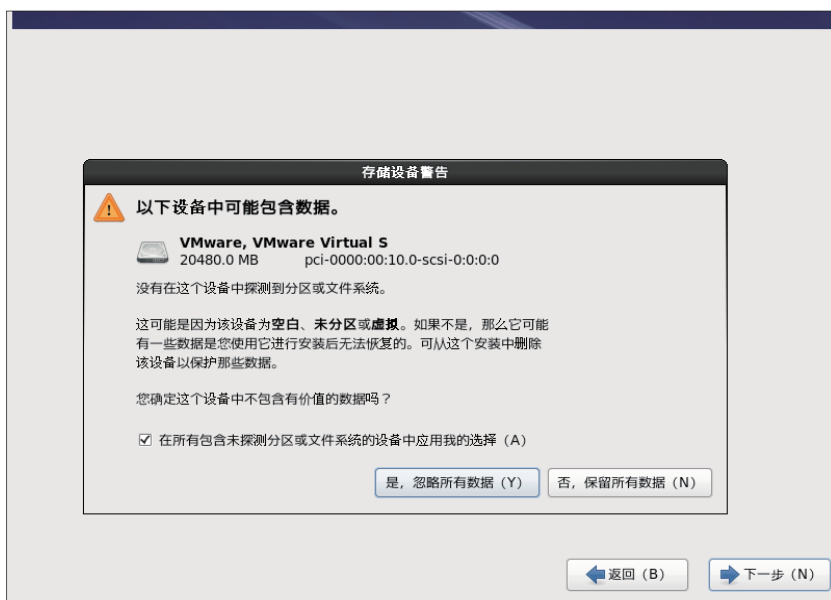 存储设备警告
以下设备中可能包含数据。
VMware, VMware Virtual S
20480.0 MB pci-0000:00:10.0-scsi-0:0:0:0
没有在这个设备中探测到分区或文件系统。
这可能是因为该设备为空白、未分区或虚拟。如果不是，那么它可能
有一些数据是您使用它进行安装后无法恢复的。可从这个安装中删除
该设备以保护那些数据。
您确定这个设备中不包含有价值的数据吗？
在所有包含未探测分区或文件系统的设备中应用我的选择（A）
是，忽略所有数据（Y） 否，保留所有数据（N）
返回（B） 下一步（N）